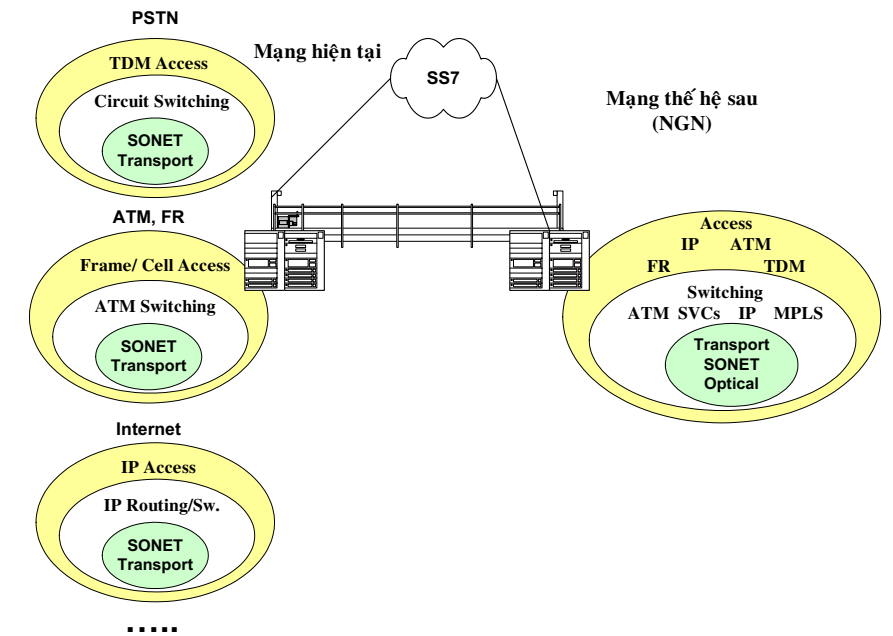 PSTN
TDM Access
Circuit Switching
SONET
Transport
Mạng hiện tại
SS7
Mạng thế hệ sau
(NGN)
ATM, FR
Frame/ Cell Access
ATM Switching
SONET
Transport
Access
IP ATM
FR TDM
Switching
ATM SVCs IP MPLS
Transport
SONET
Optical
Internet
IP Access
IP Routing/Sw.
SONET
Transport
.....